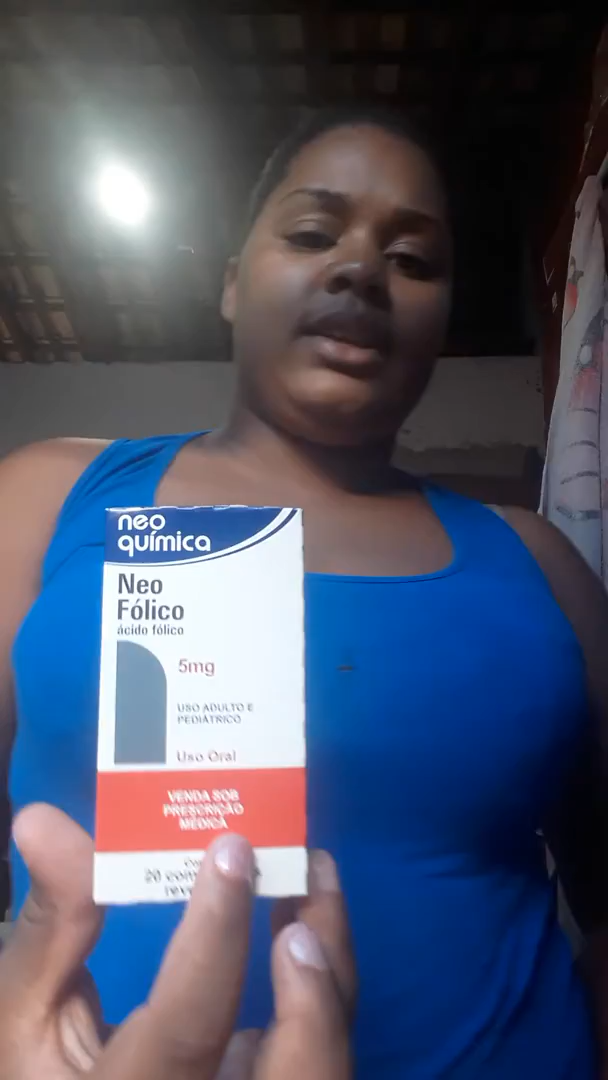 neo
química
Neo
Fólico
ácido fólico
5mg
USO ADULTO E
PEDIÁTRICO
Uso Oral
VENDA SOB
PRESCRIÇÃO
MÉDICA
20